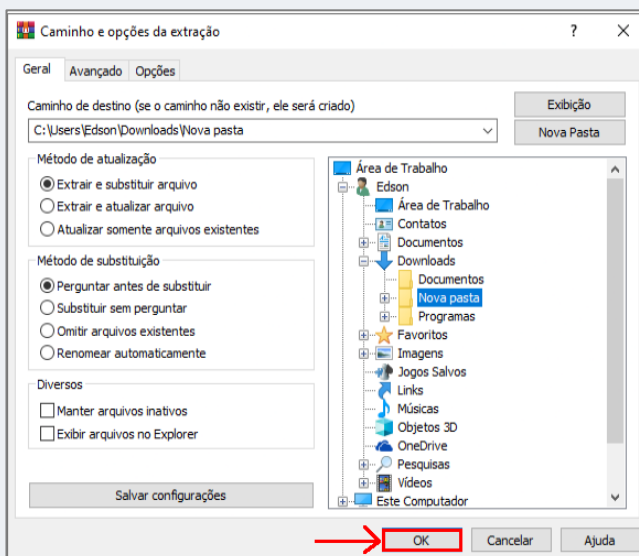 Caminho e opções da extração
? X
Geral Avançado Opções
Caminho de destino (se o caminho não existir, ele será criado)
C:\Users\Edson\Downloads\Nova pasta
Exibição
Nova Pasta
Método de atualização
Extrair e substituir arquivo
Extrair e atualizar arquivo
Atualizar somente arquivos existentes
Método de substituição
Perguntar antes de substituir
Substituir sem perguntar
Omitir arquivos existentes
Renomear automaticamente
Diversos
Manter arquivos inativos
Exibir arquivos no Explorer
Salvar configurações
Área de Trabalho
Edson
Área de Trabalho
Contatos
Documentos
Downloads
Documentos
Nova pasta
Programas
Favoritos
Imagens
Jogos Salvos
Links
Músicas
Objetos 3D
OneDrive
Pesquisas
Vídeos
Este Computador
OK Cancelar Ajuda